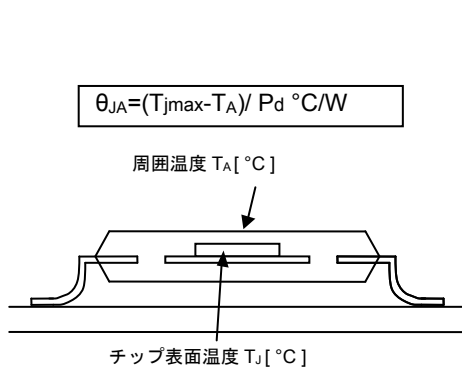 θJA=(Tjmax-TA)/ Pd °C/W
周囲温度 TA[ °C ]
チップ表面温度 TJ[ °C ]